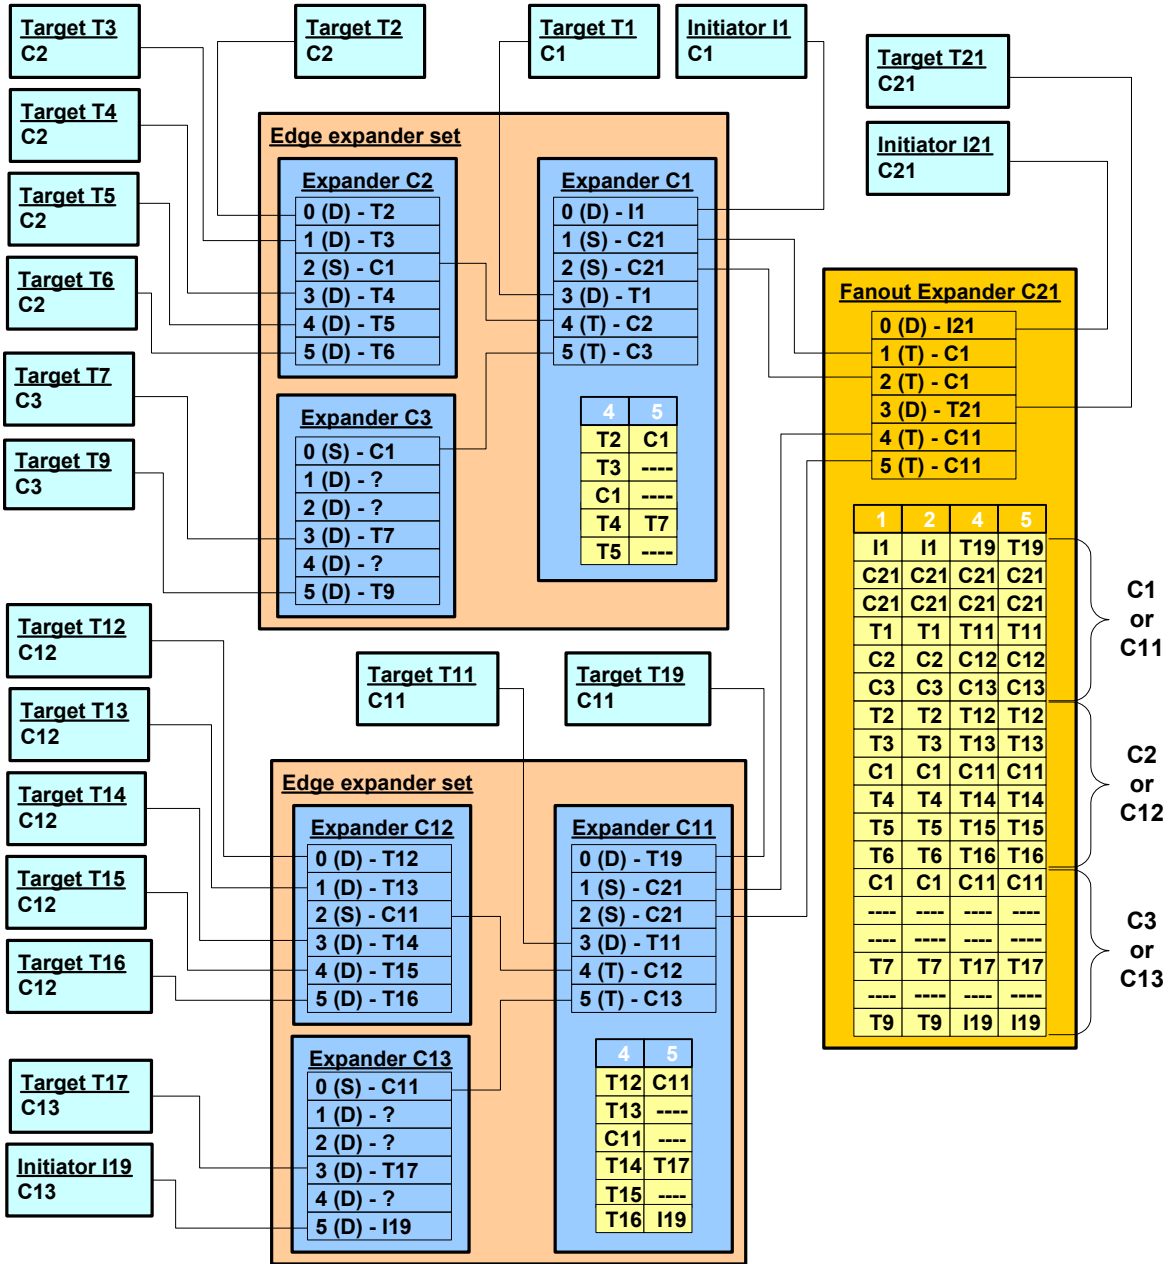 Target T3
C2
Target T2
C2
Target T1
C1
Initiator I1
C1
Target T21
C21
Target T4
C2
Initiator I21
C21
Target T5
C2
Target T6
C2
Target T7
C3
Target T9
C3
Edge expander set
Expander C2
0 (D) - T2
1 (D) - T3
2 (S) - C1
3 (D) - T4
4 (D) - T5
5 (D) - T6
Expander C1
0 (D) - I1
1 (S) - C21
2 (S) - C21
3 (D) - T1
4 (T) - C2
5 (T) - C3
4 5
T2 C1
T3 ----
C1 ----
T4 T7
T5 ----
Expander C3
0 (S) - C1
1 (D) - ?
2 (D) - ?
3 (D) - T7
4 (D) - ?
5 (D) - T9
Fanout Expander C21
0 (D) - I21
1 (T) - C1
2 (T) - C1
3 (D) - T21
4 (T) - C11
5 (T) - C11
1 2 4 5
I1 I1 T19 T19
C21 C21 C21 C21
C21 C21 C21 C21
T1 T1 T11 T11
C2 C2 C12 C12
C3 C3 C13 C13
T2 T2 T12 T12
T3 T3 T13 T13
C1 C1 C11 C11
T4 T4 T14 T14
T5 T5 T15 T15
T6 T6 T16 T16
C1 C1 C11 C11
---- ---- ---- ----
---- ---- ---- ----
T7 T7 T17 T17
---- ---- ---- ----
T9 T9 I19 I19
C1
or
C11
C2
or
C12
C3
or
C13
Target T12
C12
Target T13
C12
Target T14
C12
Target T15
C12
Target T16
C12
Target T17
C13
Initiator I19
C13
Target T11
C11
Target T19
C11
Edge expander set
Expander C12
0 (D) - T12
1 (D) - T13
2 (S) - C11
3 (D) - T14
4 (D) - T15
5 (D) - T16
Expander C11
0 (D) - T19
1 (S) - C21
2 (S) - C21
3 (D) - T11
4 (T) - C12
5 (T) - C13
4 5
T12 C11
T13 ----
C11 ----
T14 T17
T15 ----
T16 I19
Expander C13
0 (S) - C11
1 (D) - ?
2 (D) - ?
3 (D) - T17
4 (D) - ?
5 (D) - I19